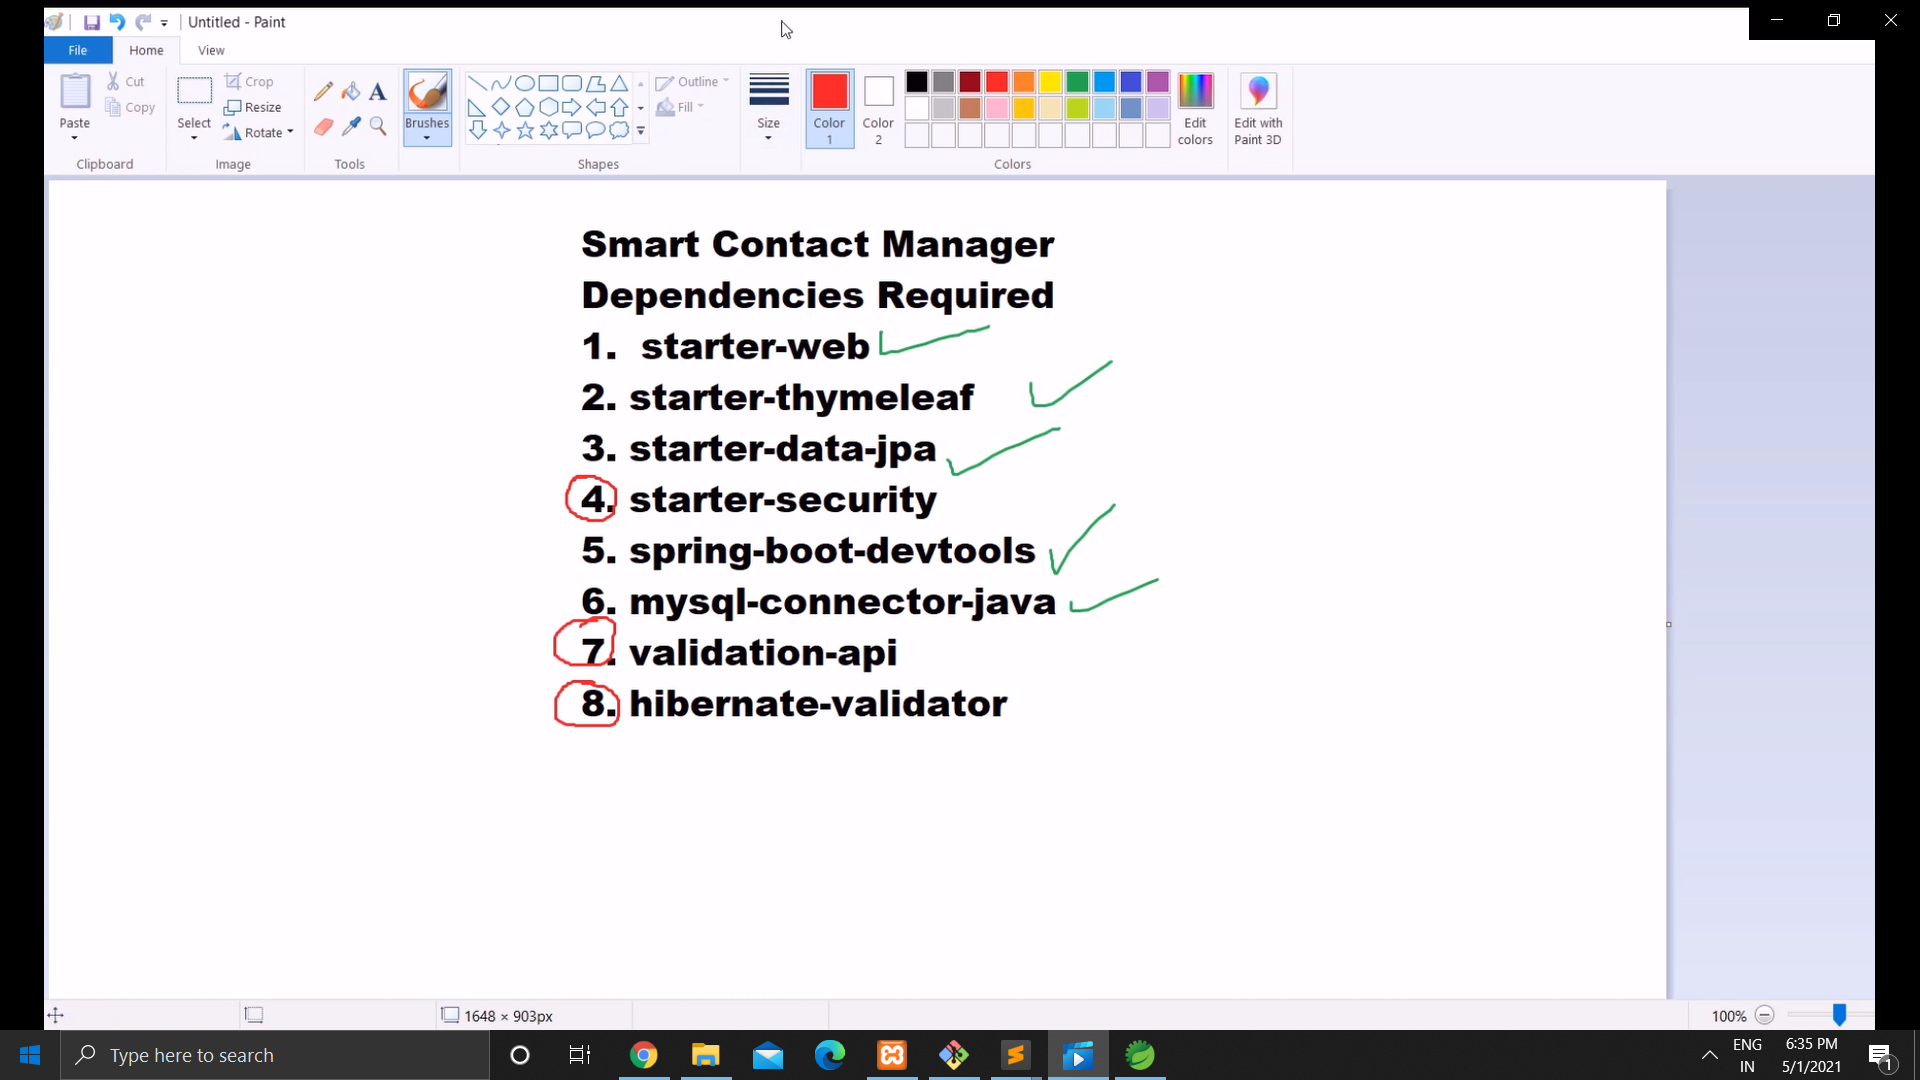 Untitled - Paint
File Home View
Paste
Cut
Copy
Clipboard
Select
Crop
Resize
Rotate
Image
Tools
Brushes
Outline
Fill
Shapes
Size
Color 1
Color 2
Edit colors
Colors
Edit with Paint 3D
Smart Contact Manager
Dependencies Required
1. starter-web
2. starter-thymeleaf
3. starter-data-jpa
4. starter-security
5. spring-boot-devtools
6. mysql-connector-java
7. validation-api
8. hibernate-validator
1648 × 903px
100%
Type here to search
ENG
IN
6:35 PM
5/1/2021
1